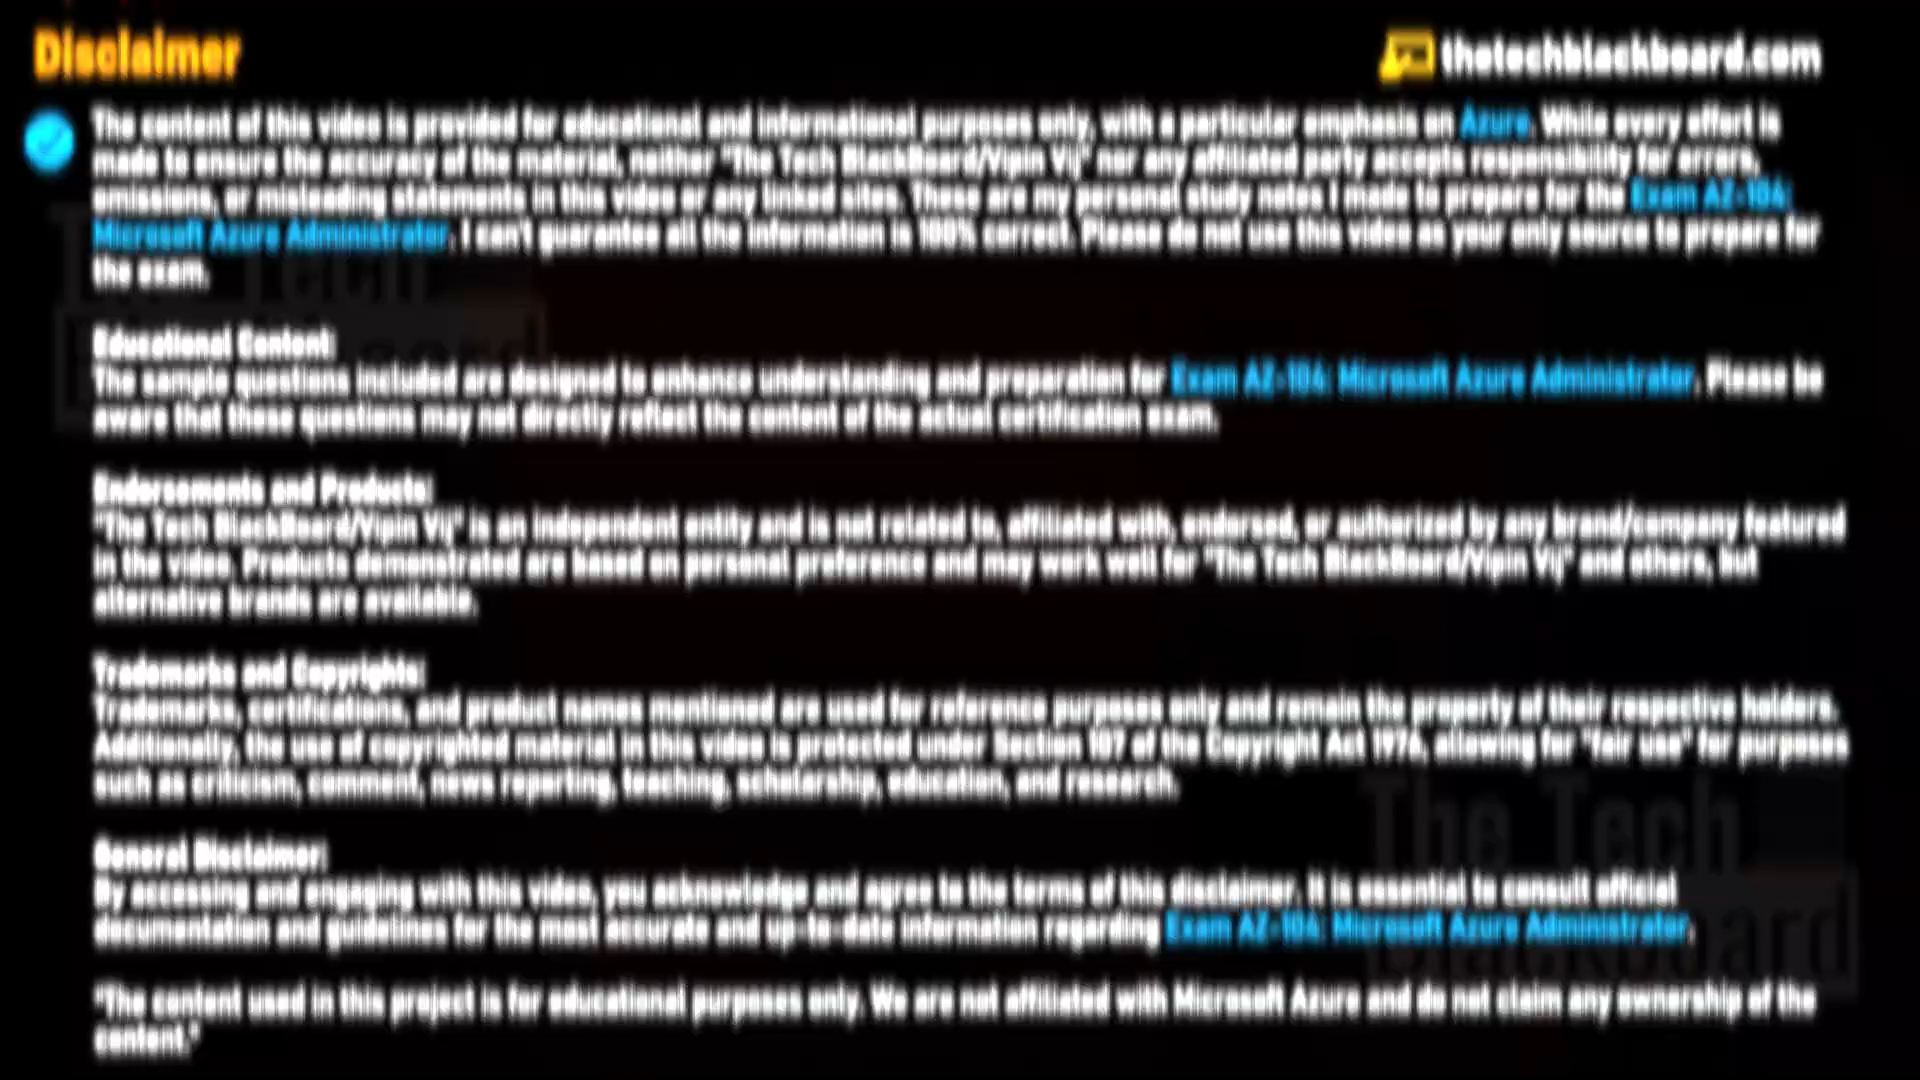 Disclaimer
thetechblackboard.com
The content of this video is provided for educational and informational purposes only, with a particular emphasis on Azure. While every effort is
made to ensure the accuracy of the material, neither "The Tech BlackBoard/Vipin Vij" nor any affiliated party accepts responsibility for errors,
omissions, or misleading statements in this video or any linked sites. These are my personal study notes I made to prepare for the Exam AZ-104:
Microsoft Azure Administrator. I can't guarantee all the information is 100% correct. Please do not use this video as your only source to prepare for
the exam.
Educational Content:
The sample questions included are designed to enhance understanding and preparation for Exam AZ-104: Microsoft Azure Administrator. Please be
aware that these questions may not directly reflect the content of the actual certification exam.
Endorsements and Products:
"The Tech BlackBoard/Vipin Vij" is an independent entity and is not related to, affiliated with, endorsed, or authorized by any brand/company featured
in the video. Products demonstrated are based on personal preference and may work well for "The Tech BlackBoard/Vipin Vij" and others, but
alternative brands are available.
Trademarks and Copyrights:
Trademarks, certifications, and product names mentioned are used for reference purposes only and remain the property of their respective holders.
Additionally, the use of copyrighted material in this video is protected under Section 107 of the Copyright Act 1976, allowing for "fair use" for purposes
such as criticism, comment, news reporting, teaching, scholarship, education, and research.
The Tech
General Disclaimer:
By accessing and engaging with this video, you acknowledge and agree to the terms of this disclaimer. It is essential to consult official
documentation and guidelines for the most accurate and up-to-date information regarding Exam AZ-104: Microsoft Azure Administrator.
"The content used in this project is for educational purposes only. We are not affiliated with Microsoft Azure and do not claim any ownership of the
content."